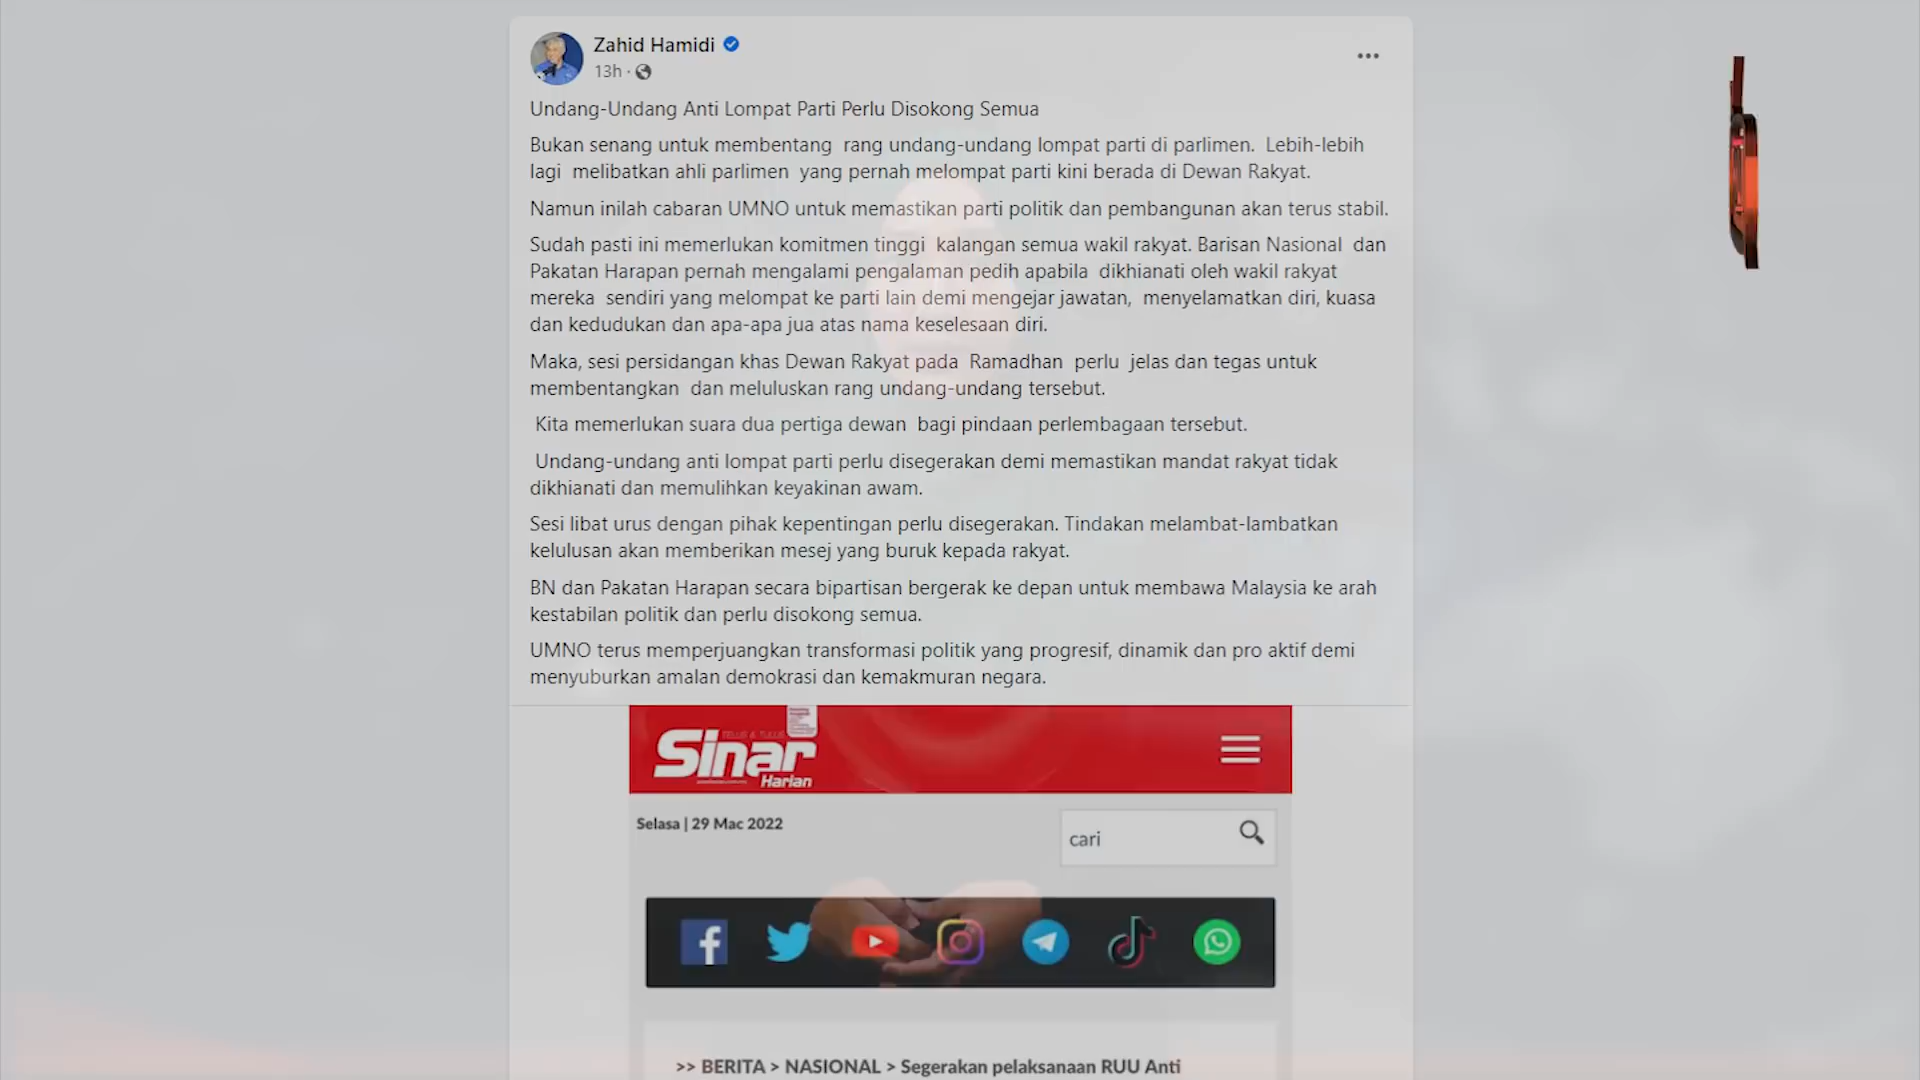 Zahid Hamidi
13h ·
Undang-Undang Anti Lompat Parti Perlu Disokong Semua
Bukan senang untuk membentang rang undang-undang lompat parti di parlimen. Lebih-lebih
lagi melibatkan ahli parlimen yang pernah melompat parti kini berada di Dewan Rakyat.
Namun inilah cabaran UMNO untuk memastikan parti politik dan pembangunan akan terus stabil.
Sudah pasti ini memerlukan komitmen tinggi kalangan semua wakil rakyat. Barisan Nasional dan
Pakatan Harapan pernah mengalami pengalaman pedih apabila dikhianati oleh wakil rakyat
mereka sendiri yang melompat ke parti lain demi mengejar jawatan, menyelamatkan diri, kuasa
dan kedudukan dan apa-apa jua atas nama keselesaan diri.
Maka, sesi persidangan khas Dewan Rakyat pada Ramadhan perlu jelas dan tegas untuk
membentangkan dan meluluskan rang undang-undang tersebut.
Kita memerlukan suara dua pertiga dewan bagi pindaan perlembagaan tersebut.
Undang-undang anti lompat parti perlu disegerakan demi memastikan mandat rakyat tidak
dikhianati dan memulihkan keyakinan awam.
Sesi libat urus dengan pihak kepentingan perlu disegerakan. Tindakan melambat-lambatkan
kelulusan akan memberikan mesej yang buruk kepada rakyat.
BN dan Pakatan Harapan secara bipartisan bergerak ke depan untuk membawa Malaysia ke arah
kestabilan politik dan perlu disokong semua.
UMNO terus memperjuangkan transformasi politik yang progresif, dinamik dan pro aktif demi
menyuburkan amalan demokrasi dan kemakmuran negara.
TELUS & TULUS
Sinar
Harian
Selasa | 29 Mac 2022
cari
>> BERITA > NASIONAL > Segerakan pelaksanaan RUU Anti